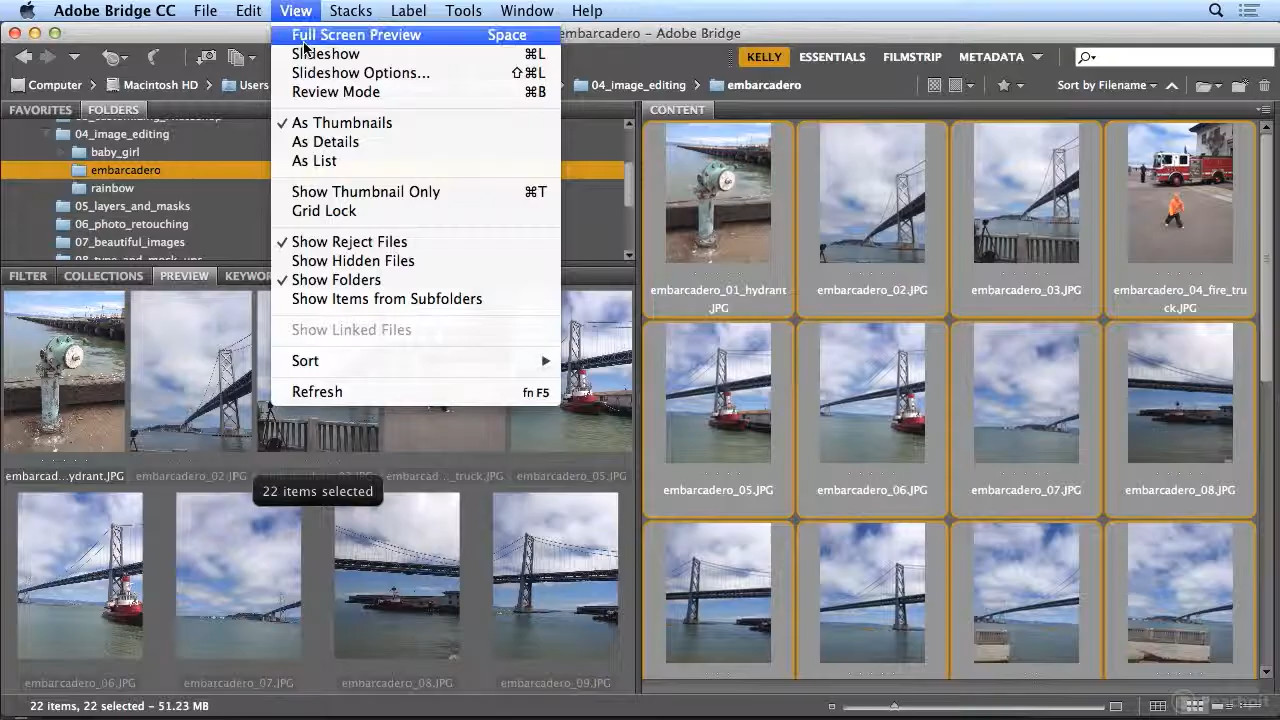 Adobe Bridge CC File Edit View Stacks Label Tools Window Help
embarcadero - Adobe Bridge
Full Screen Preview Space
Slideshow ⌘L
Slideshow Options... ⇧⌘L
Review Mode ⌘B
✓ As Thumbnails
As Details
As List
Show Thumbnail Only ⌘T
Grid Lock
✓ Show Reject Files
Show Hidden Files
✓ Show Folders
Show Items from Subfolders
Show Linked Files
Sort
Refresh fn F5
KELLY ESSENTIALS FILMSTRIP METADATA
Computer Macintosh HD Users 04_image_editing embarcadero
Sort by Filename
FAVORITES FOLDERS
04_image_editing
baby_girl
embarcadero
rainbow
05_layers_and_masks
06_photo_retouching
07_beautiful_images
FILTER COLLECTIONS PREVIEW KEYWO
embarcad...ydrant.JPG embarcadero_02.JPG embarcad..._truck.JPG embarcadero_05.JPG
22 items selected
embarcadero_06.JPG embarcadero_07.JPG embarcadero_08.JPG embarcadero_09.JPG
CONTENT
embarcadero_01_hydrant
.JPG
embarcadero_02.JPG
embarcadero_03.JPG
embarcadero_04_fire_tru
ck.JPG
embarcadero_05.JPG embarcadero_06.JPG embarcadero_07.JPG embarcadero_08.JPG
22 items, 22 selected - 51.23 MB